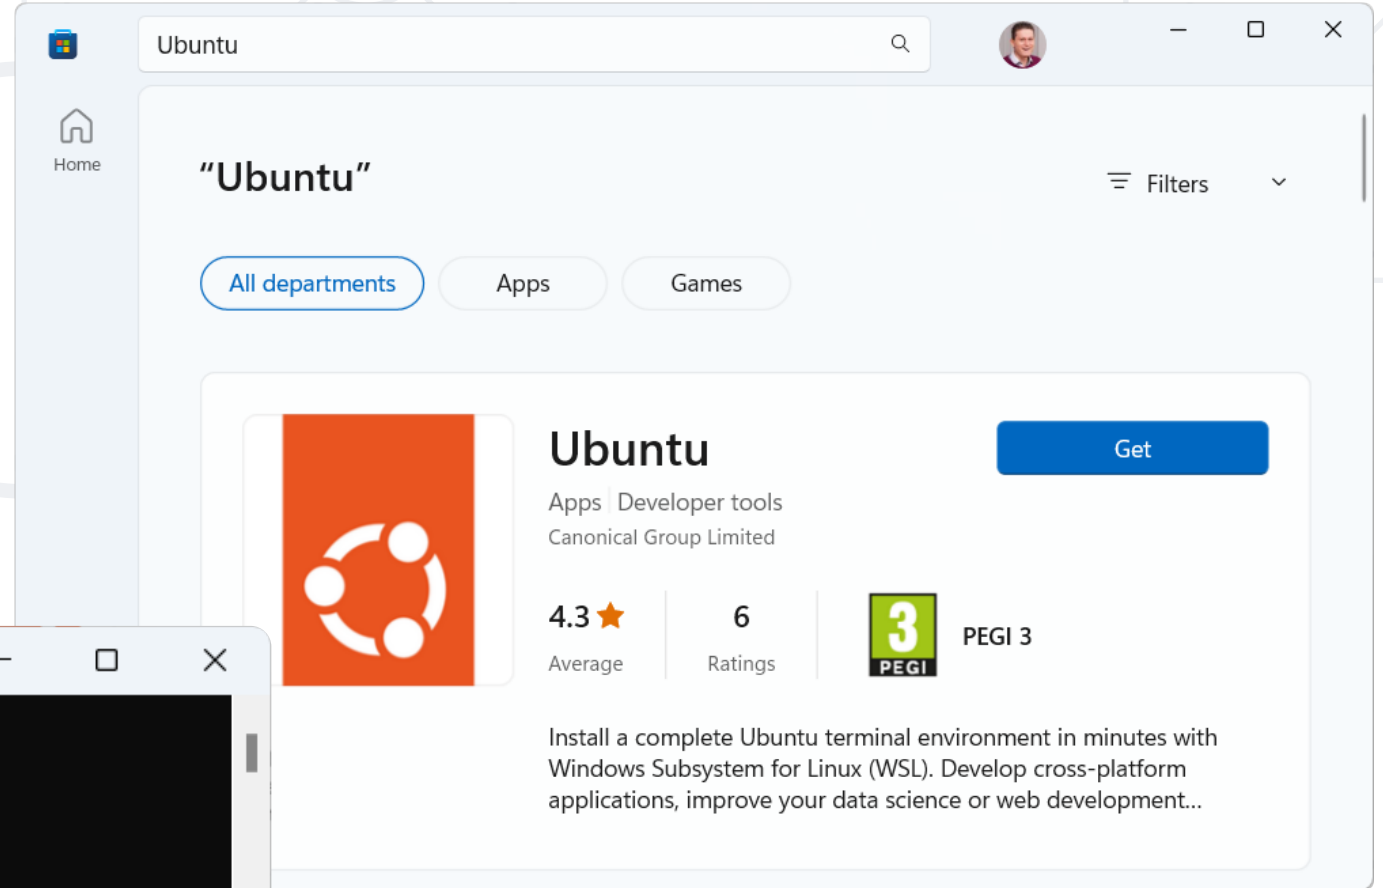 Ubuntu
Home
“Ubuntu”
Filters
All departments
Apps
Games
Ubuntu
Get
Apps Developer tools
Canonical Group Limited
4.3
Average
6
Ratings
3
PEGI
PEGI 3
Install a complete Ubuntu terminal environment in minutes with
Windows Subsystem for Linux (WSL). Develop cross-platform
applications, improve your data science or web development...